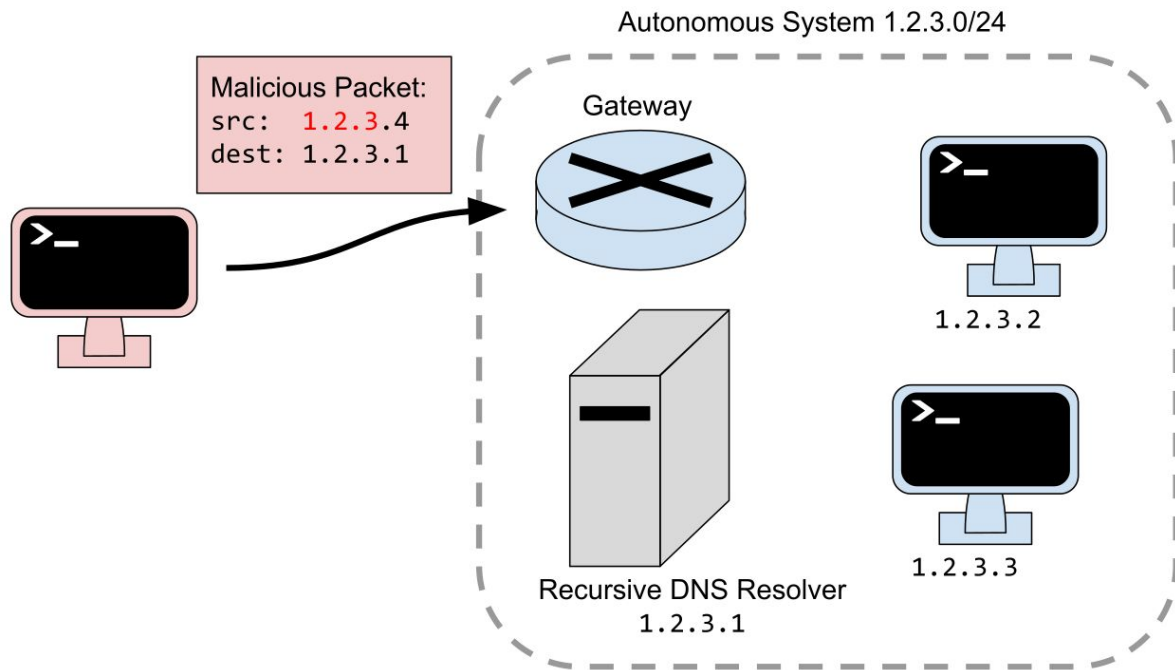 Autonomous System 1.2.3.0/24
Malicious Packet:
src: 1.2.3.4
dest: 1.2.3.1
Gateway
>_
>_
1.2.3.2
>_
1.2.3.3
Recursive DNS Resolver
1.2.3.1